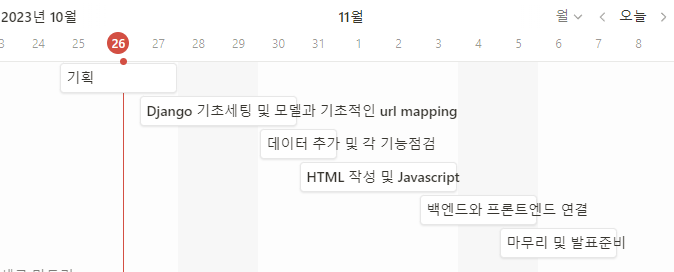 2023년 10월 11월 월 오늘
3 24 25 26 27 28 29 30 31 1 2 3 4 5 6 7 8
기획
Django 기초세팅 및 모델과 기초적인 url mapping
데이터 추가 및 각 기능점검
HTML 작성 및 Javascript
백엔드와 프론트엔드 연결
마무리 및 발표준비